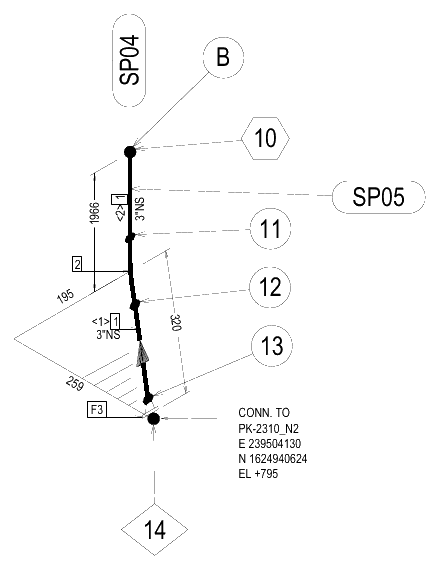 SP04
B
10
1966
<2>
1
3"NS
SP05
11
2
12
195
<1>
1
3"NS
320
13
259
F3
CONN. TO
PK-2310_N2
E 239504130
N 1624940624
EL +795
14